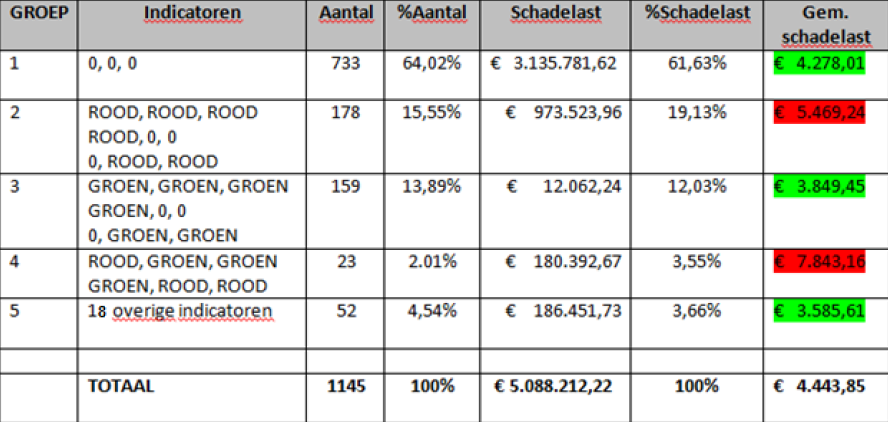 GROEP Indicatoren Aantal %Aantal Schadelast %Schadelast Gem. schadelast
1 0, 0, 0 733 64,02% € 3.135.781,62 61,63% € 4.278,01
2 ROOD, ROOD, ROOD 178 15,55% € 973.523,96 19,13% € 5.469,24
ROOD, 0, 0
0, ROOD, ROOD
3 GROEN, GROEN, GROEN 159 13,89% € 12.062,24 12,03% € 3.849,45
GROEN, 0, 0
0, GROEN, GROEN
4 ROOD, GROEN, GROEN 23 2.01% € 180.392,67 3,55% € 7.843,16
GROEN, ROOD, ROOD
5 18 overige indicatoren 52 4,54% € 186.451,73 3,66% € 3.585,61
TOTAAL 1145 100% € 5.088.212,22 100% € 4.443,85